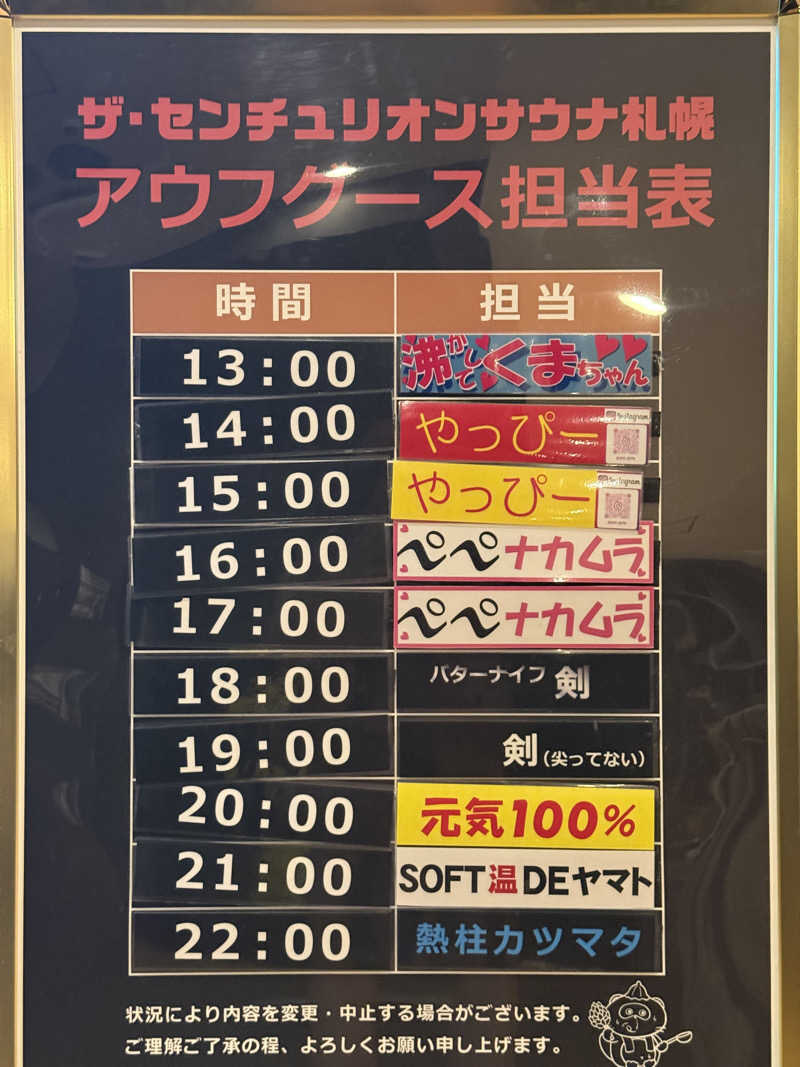 ザ・センチュリオンサウナ札幌
アウフグース担当表
時間 担当
13:00 沸かしてくまちゃん
14:00 やっぴー Instagram
15:00 やっぴー Instagram
16:00 ペペナカムラ
17:00 ペペナカムラ
18:00 バターナイフ 剣
19:00 剣(尖ってない)
20:00 元気100%
21:00 SOFT温DEヤマト
22:00 熱柱カツマタ
状況により内容を変更・中止する場合がございます。
ご理解ご了承の程、よろしくお願い申し上げます。